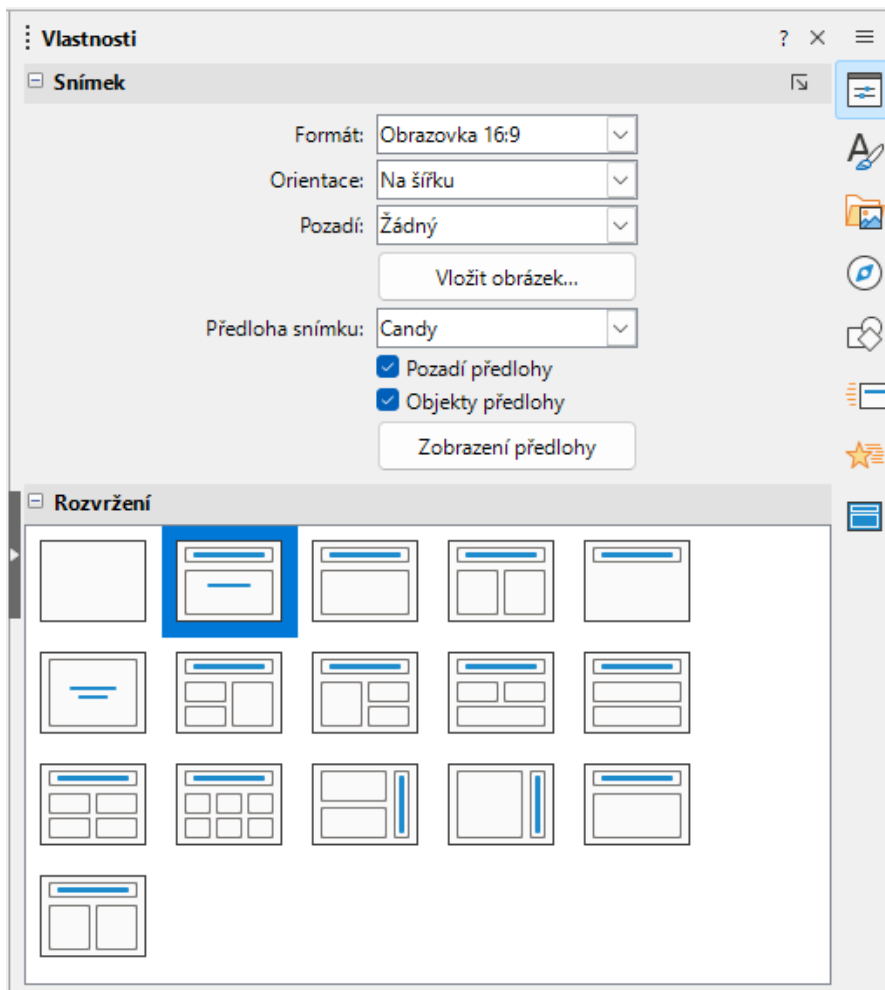 Vlastnosti
Snímek
Formát: Obrazovka 16:9
Orientace: Na šířku
Pozadí: Žádný
Vložit obrázek...
Předloha snímku: Candy
Pozadí předlohy
Objekty předlohy
Zobrazení předlohy
Rozvržení